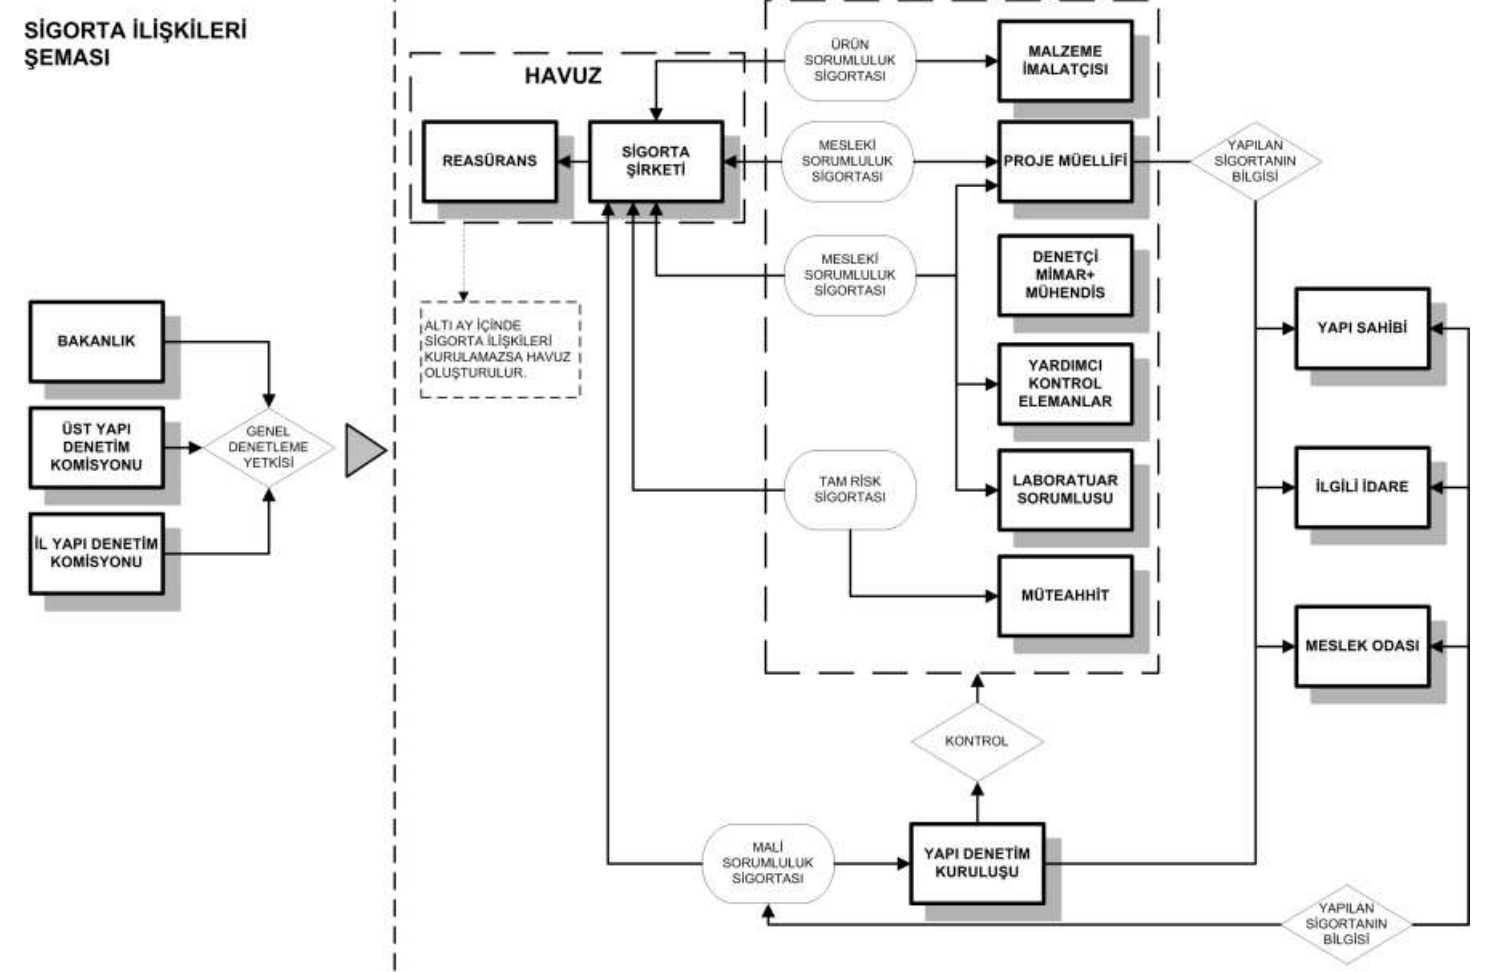 SİGORTA İLİŞKİLERİ
ŞEMASI
HAVUZ
REASÜRANS
SİGORTA
ŞİRKETİ
ALTI AY İÇİNDE
SİGORTA İLİŞKİLERİ
KURULAMAZSA HAVUZ
OLUŞTURULUR.
BAKANLIK
ÜST YAPI
DENETİM
KOMİSYONU
İL YAPI DENETİM
KOMİSYONU
GENEL
DENETLEME
YETKİSİ
ÜRÜN
SORUMLULUK
SİGORTASI
MESLEKİ
SORUMLULUK
SİGORTASI
MESLEKİ
SORUMLULUK
SİGORTASI
TAM RİSK
SİGORTASI
MALZEME
İMALATÇISI
PROJE MÜELLİFİ
DENETÇİ
MİMAR+
MÜHENDİS
YARDIMCI
KONTROL
ELEMANLAR
LABORATUAR
SORUMLUSU
MÜTEAHHİT
YAPILAN
SİGORTANIN
BİLGİSİ
YAPI SAHİBİ
İLGİLİ İDARE
MESLEK ODASI
KONTROL
MALİ
SORUMLULUK
SİGORTASI
YAPI DENETİM
KURULUŞU
YAPILAN
SİGORTANIN
BİLGİSİ